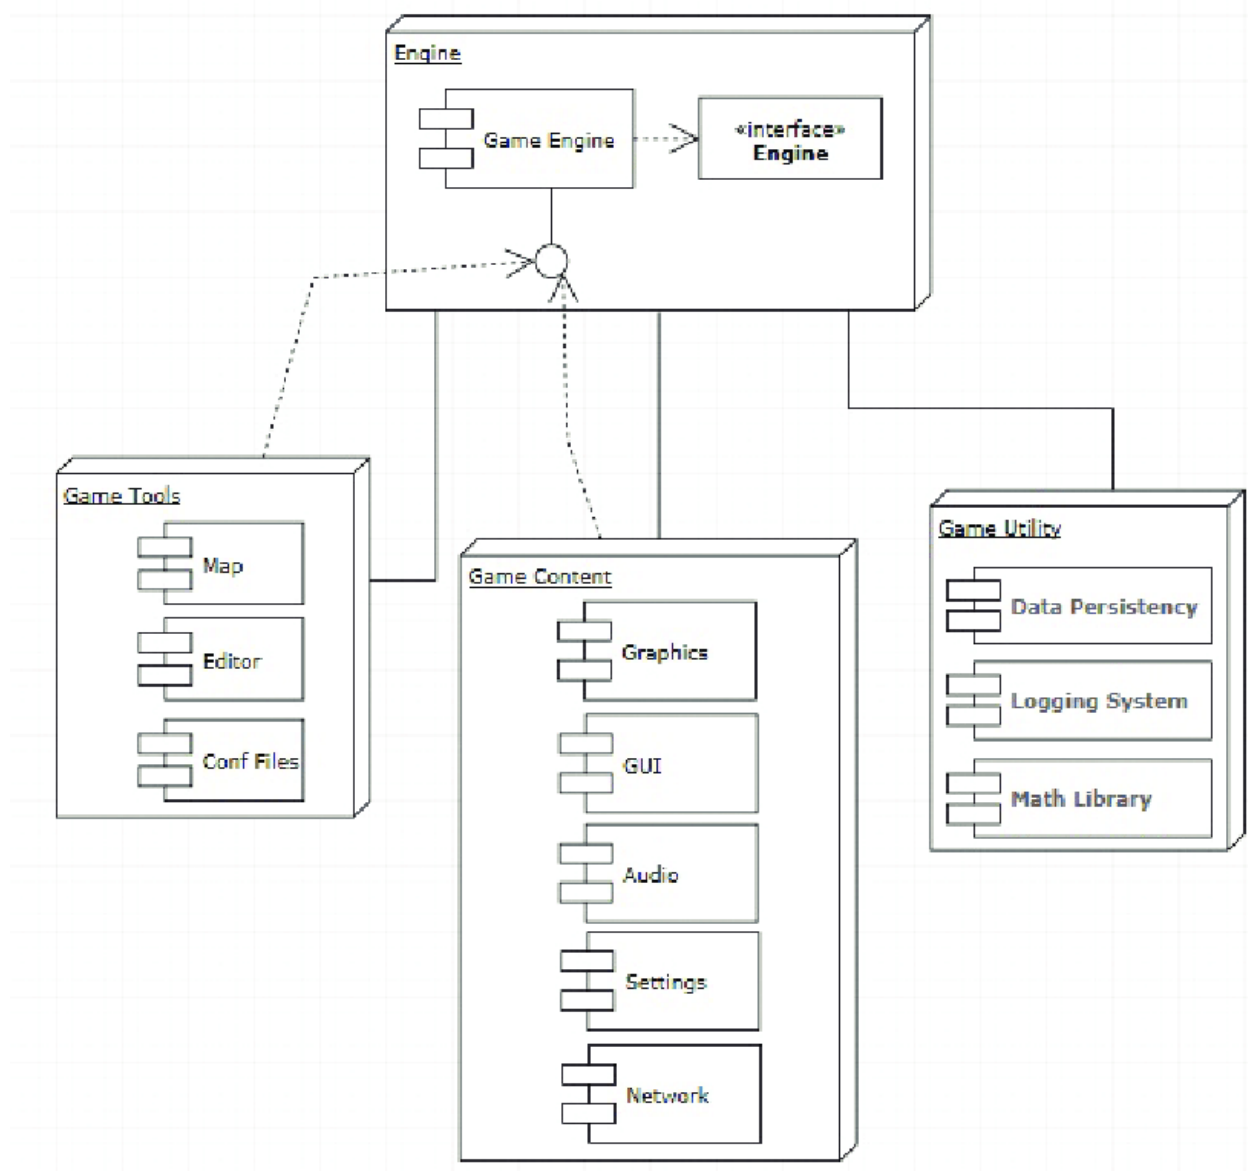 Engine
Game Engine
«interface»
Engine
Game Tools
Map
Editor
Conf Files
Game Content
Graphics
GUI
Audio
Settings
Network
Game Utility
Data Persistency
Logging System
Math Library